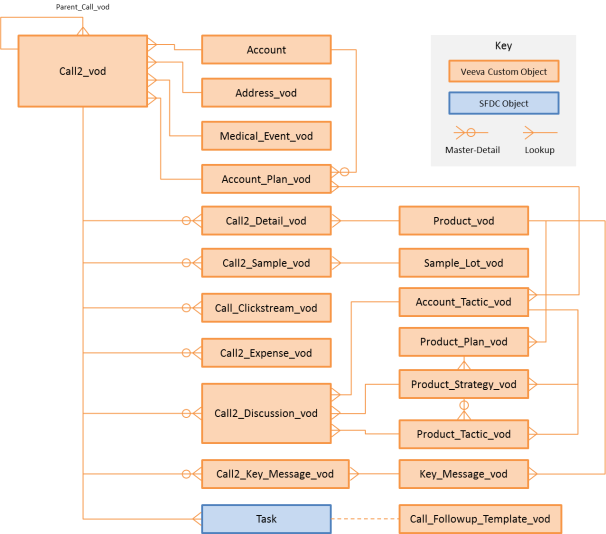 Parent_Call_vod
Call2_vod
Account
Address_vod
Medical_Event_vod
Account_Plan_vod
Key
Veeva Custom Object
SFDC Object
Master-Detail
Lookup
Call2_Detail_vod
Product_vod
Call2_Sample_vod
Sample_Lot_vod
Call_Clickstream_vod
Account_Tactic_vod
Call2_Expense_vod
Product_Plan_vod
Call2_Discussion_vod
Product_Strategy_vod
Product_Tactic_vod
Call2_Key_Message_vod
Key_Message_vod
Task
Call_Followup_Template_vod